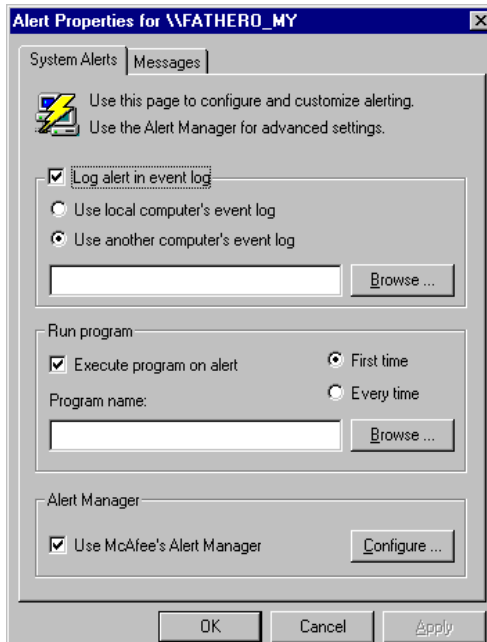 Alert Properties for \\FATHERO_MY
System Alerts Messages
Use this page to configure and customize alerting.
Use the Alert Manager for advanced settings.
Log alert in event log
Use local computer's event log
Use another computer's event log
Browse ...
Run program
Execute program on alert
First time
Every time
Program name:
Browse ...
Alert Manager
Use McAfee's Alert Manager
Configure ...
OK Cancel Apply